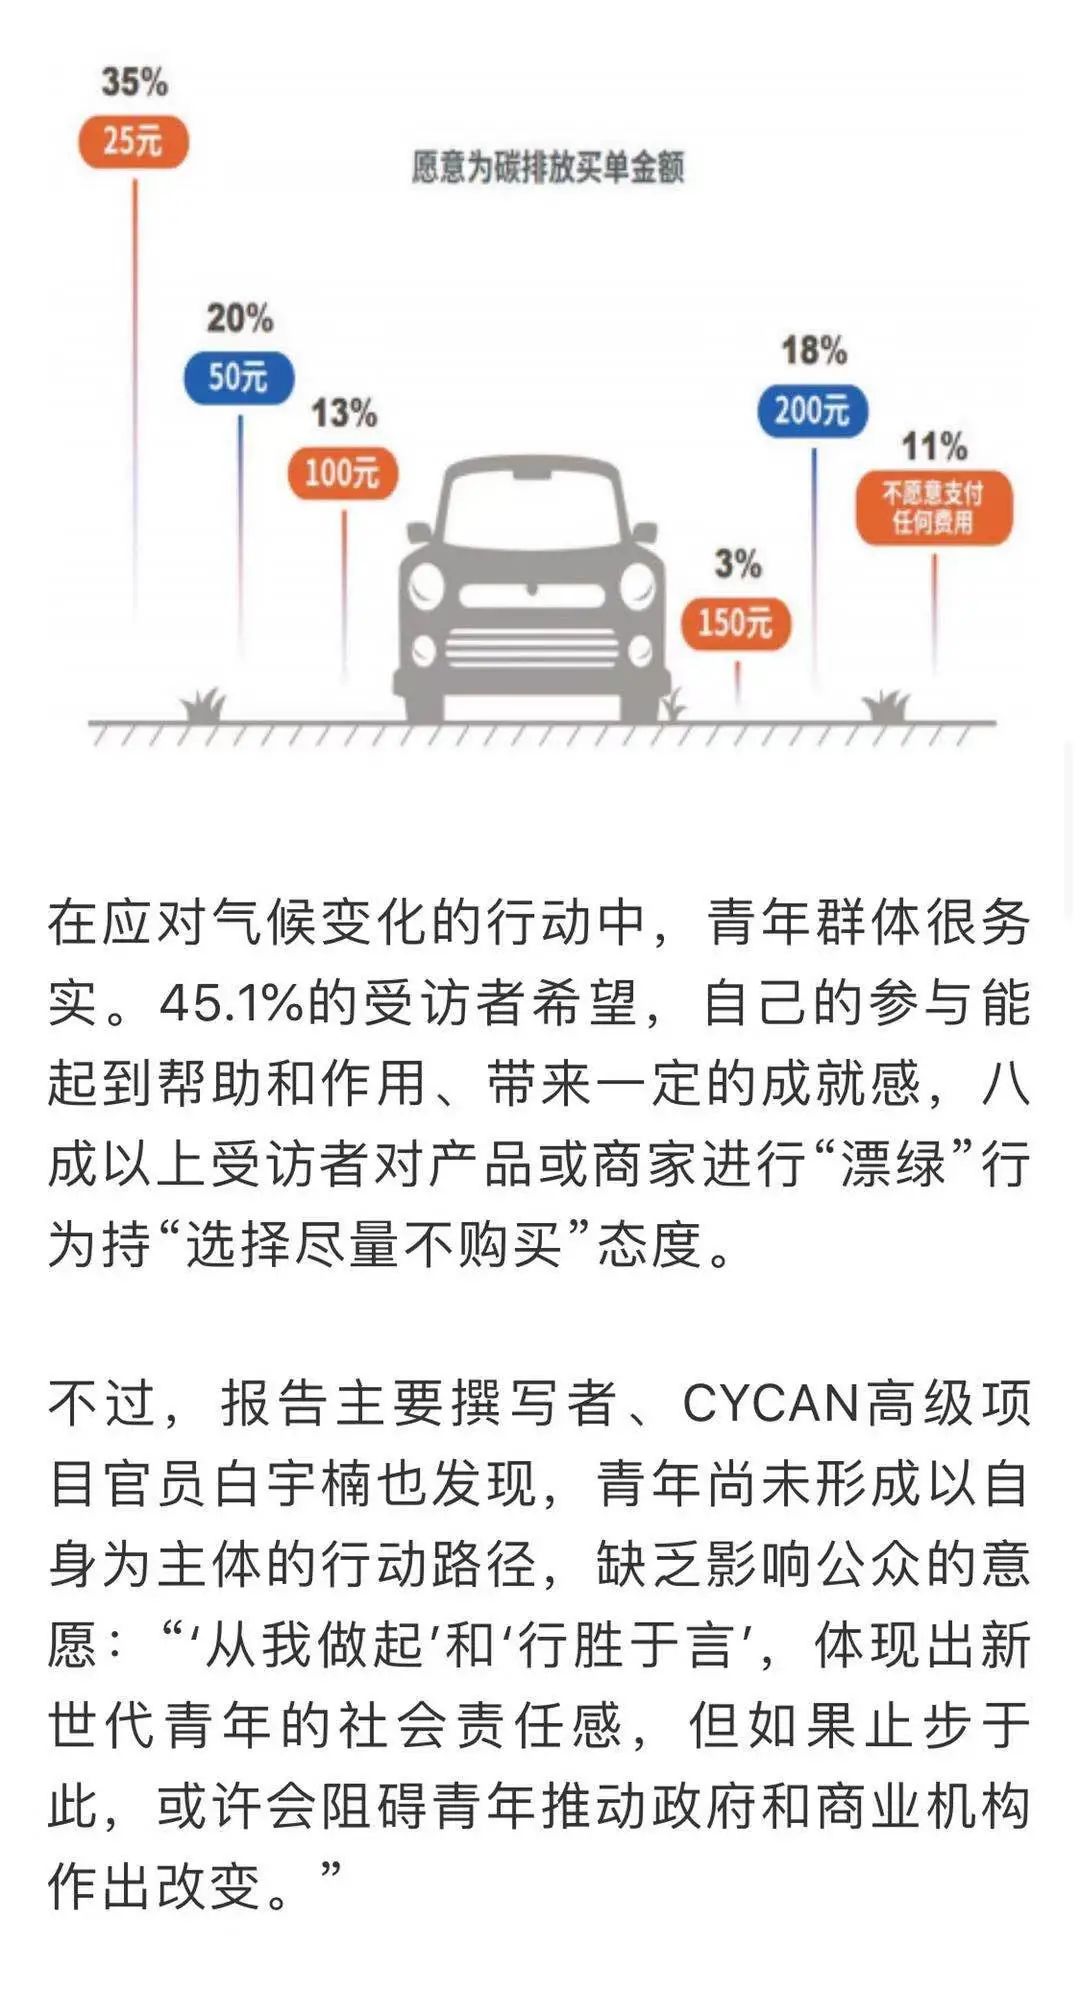 35%
25元
愿意为碳排放买单金额
20%
50元
13%
100元
3%
150元
18%
200元
11%
不愿意支付
任何费用
在应对气候变化的行动中，青年群体很务
实。45.1%的受访者希望，自己的参与能
起到帮助和作用、带来一定的成就感，八
成以上受访者对产品或商家进行“漂绿”行
为持“选择尽量不购买”态度。
不过，报告主要撰写者、CYCAN高级项
目官员白宇楠也发现，青年尚未形成以自
身为主体的行动路径，缺乏影响公众的意
愿：“‘从我做起’和‘行胜于言’，体现出新
世代青年的社会责任感，但如果止步于
此，或许会阻碍青年推动政府和商业机构
作出改变。”